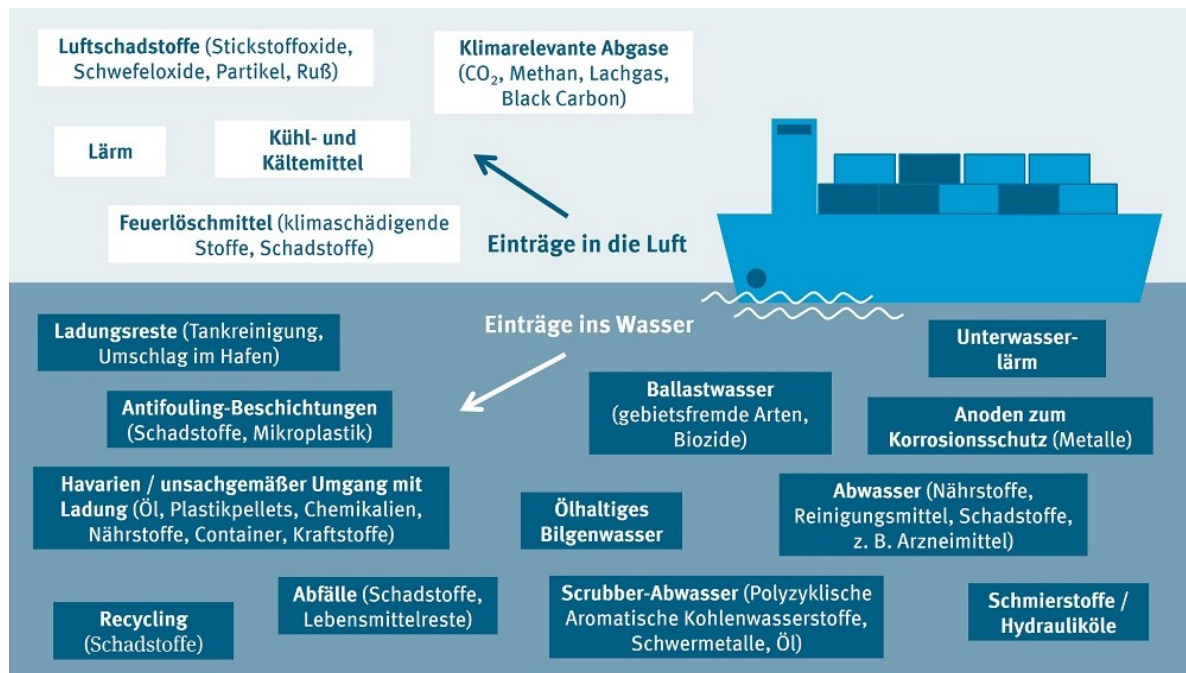 Luftschadstoffe (Stickstoffoxide,
Schwefeloxide, Partikel, Ruß)
Klimarelevante Abgase
(CO₂, Methan, Lachgas,
Black Carbon)
Lärm
Kühl- und
Kältemittel
Feuerlöschmittel (klimaschädigende
Stoffe, Schadstoffe)
Einträge in die Luft
Einträge ins Wasser
Ladungsreste (Tankreinigung,
Umschlag im Hafen)
Unterwasser-
lärm
Ballastwasser
(gebietsfremde Arten,
Biozide)
Antifouling-Beschichtungen
(Schadstoffe, Mikroplastik)
Anoden zum
Korrosionsschutz (Metalle)
Havarien / unsachgemäßer Umgang mit
Ladung (Öl, Plastikpellets, Chemikalien,
Nährstoffe, Container, Kraftstoffe)
Ölhaltiges
Bilgenwasser
Abwasser (Nährstoffe,
Reinigungsmittel, Schadstoffe,
z. B. Arzneimittel)
Recycling
(Schadstoffe)
Abfälle (Schadstoffe,
Lebensmittelreste)
Scrubber-Abwasser (Polyzyklische
Aromatische Kohlenwasserstoffe,
Schwermetalle, Öl)
Schmierstoffe /
Hydrauliköle